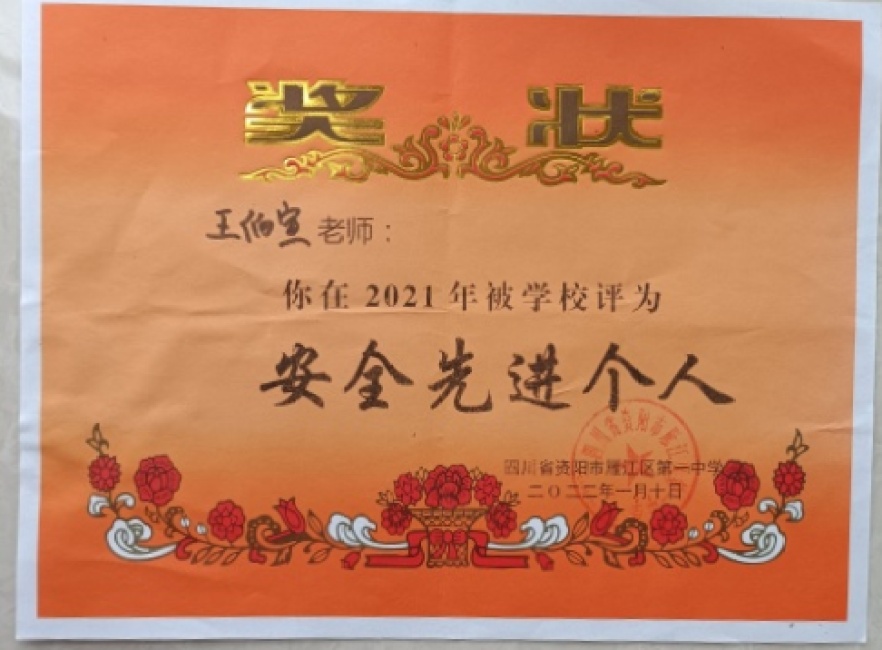 奖状
王伯宣老师：
你在2021年被学校评为
安全先进个人
四川省资阳市雁江区第一中学
二〇二二年一月十日